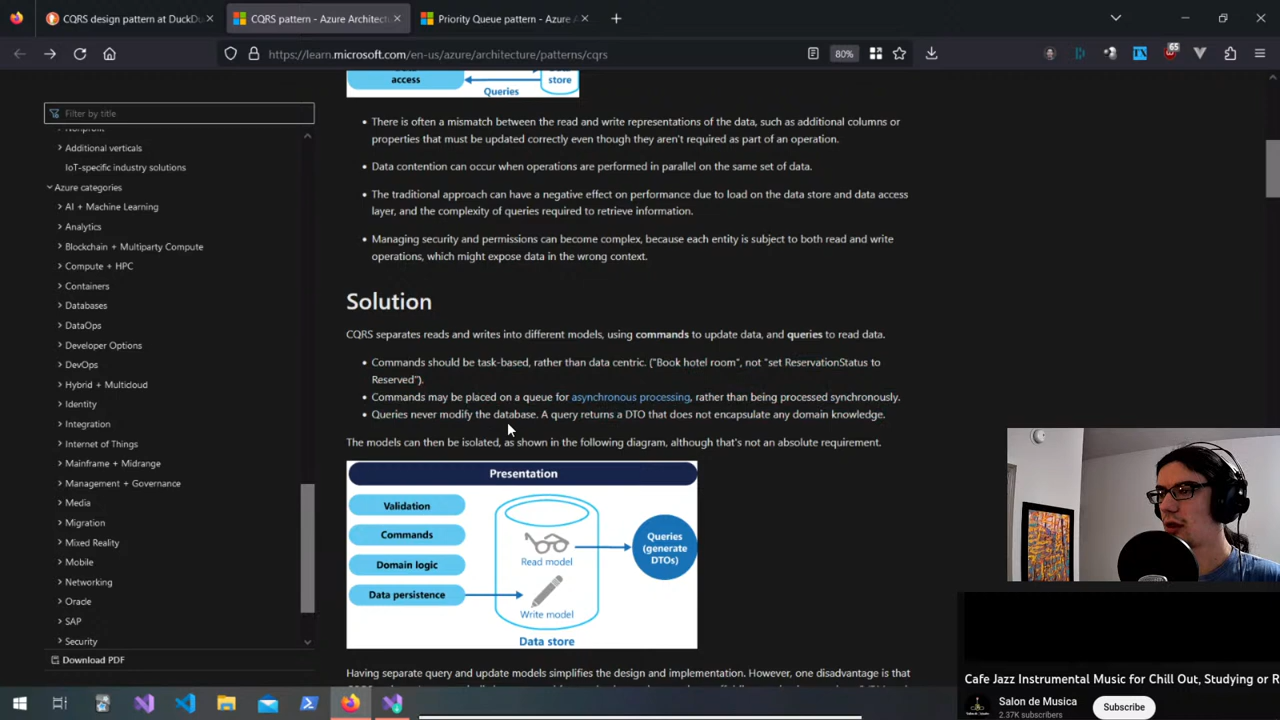 CQRS design pattern at DuckDu
CQRS pattern - Azure Architect
Priority Queue pattern - Azure A
https://learn.microsoft.com/en-us/azure/architecture/patterns/cqrs
80%
65
Filter by title
Nonprofit
Additional verticals
IoT-specific industry solutions
Azure categories
AI + Machine Learning
Analytics
Blockchain + Multiparty Compute
Compute + HPC
Containers
Databases
DataOps
Developer Options
DevOps
Hybrid + Multicloud
Identity
Integration
Internet of Things
Mainframe + Midrange
Management + Governance
Media
Migration
Mixed Reality
Mobile
Networking
Oracle
SAP
Security
Download PDF
access
store
Queries
There is often a mismatch between the read and write representations of the data, such as additional columns or
properties that must be updated correctly even though they aren't required as part of an operation.
Data contention can occur when operations are performed in parallel on the same set of data.
The traditional approach can have a negative effect on performance due to load on the data store and data access
layer, and the complexity of queries required to retrieve information.
Managing security and permissions can become complex, because each entity is subject to both read and write
operations, which might expose data in the wrong context.
Solution
CQRS separates reads and writes into different models, using commands to update data, and queries to read data.
Commands should be task-based, rather than data centric. ("Book hotel room", not "set ReservationStatus to
Reserved").
Commands may be placed on a queue for asynchronous processing, rather than being processed synchronously.
Queries never modify the database. A query returns a DTO that does not encapsulate any domain knowledge.
The models can then be isolated, as shown in the following diagram, although that's not an absolute requirement.
Presentation
Validation
Commands
Domain logic
Data persistence
Read model
Write model
Data store
Queries
(generate
DTOs)
Having separate query and update models simplifies the design and implementation. However, one disadvantage is that
Cafe Jazz Instrumental Music for Chill Out, Studying or R
Salon de Musica
2.37K subscribers
Subscribe